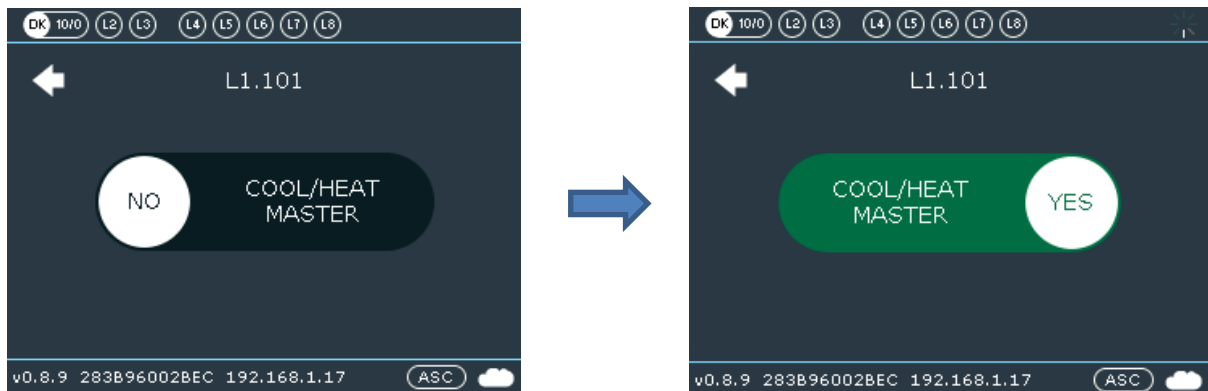 DK 10/0 L2 L3 L4 L5 L6 L7 L8
L1.101
NO
COOL/HEAT
MASTER
v0.8.9 283B96002BEC 192.168.1.17 ASC
DK 10/0 L2 L3 L4 L5 L6 L7 L8
L1.101
COOL/HEAT
MASTER
YES
v0.8.9 283B96002BEC 192.168.1.17 ASC